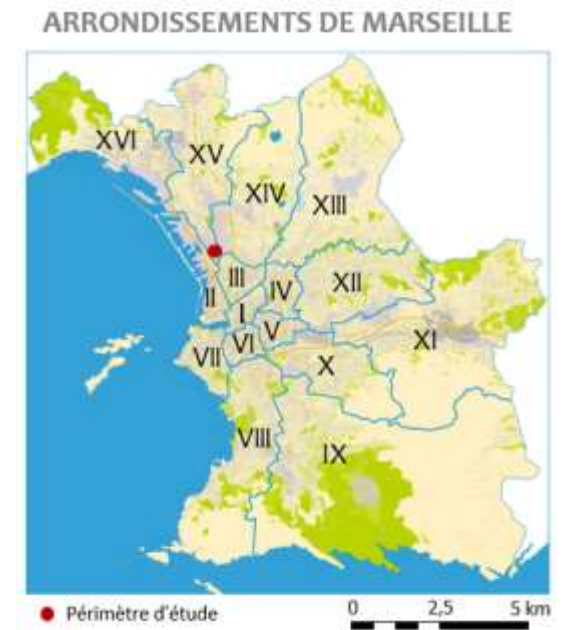 ARRONDISSEMENTS DE MARSEILLE
XVI
XV
XIV
XIII
III
II
IV
XII
I
V
VI
VII
XI
X
VIII
IX
Périmètre d'étude
0 2,5 5 km